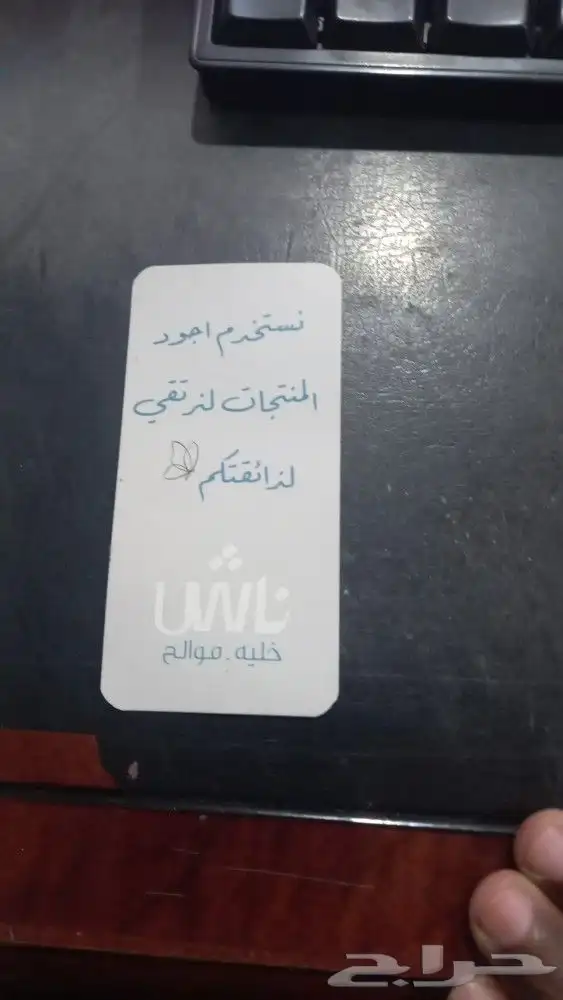 نستخدم اجود
المنتجات لنرتقي
لذائقتكم
ناش
خليه.موالح
حراج